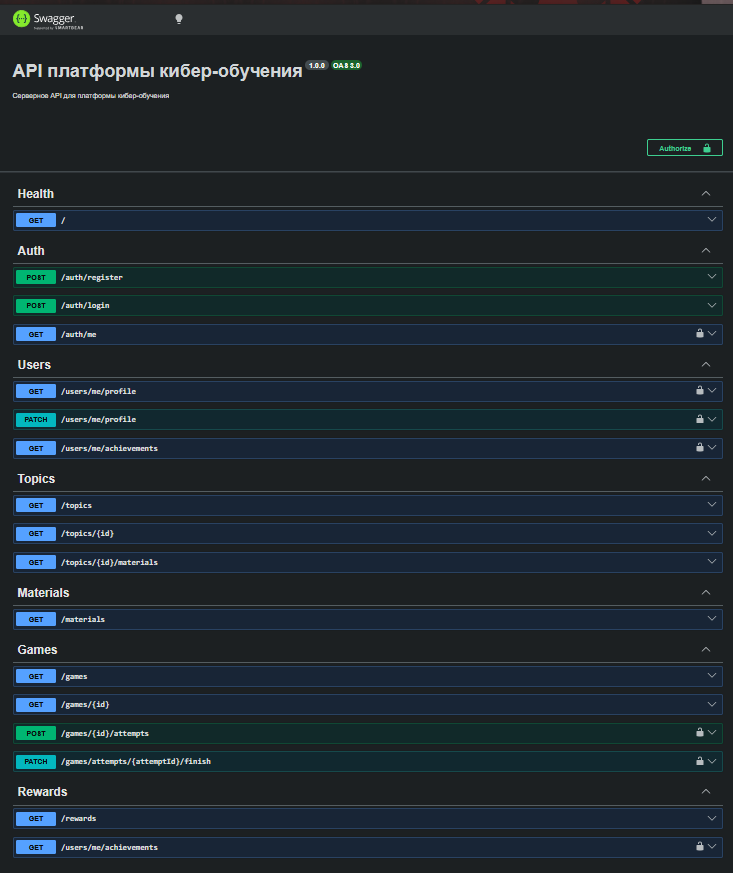 Swagger
Supported by SMARTBEAR
API платформы кибер-обучения 1.0.0 OAS 3.0
Серверное API для платформы кибер-обучения
Authorize
Health
GET /
Auth
POST /auth/register
POST /auth/login
GET /auth/me
Users
GET /users/me/profile
PATCH /users/me/profile
GET /users/me/achievements
Topics
GET /topics
GET /topics/{id}
GET /topics/{id}/materials
Materials
GET /materials
Games
GET /games
GET /games/{id}
POST /games/{id}/attempts
PATCH /games/attempts/{attemptId}/finish
Rewards
GET /rewards
GET /users/me/achievements